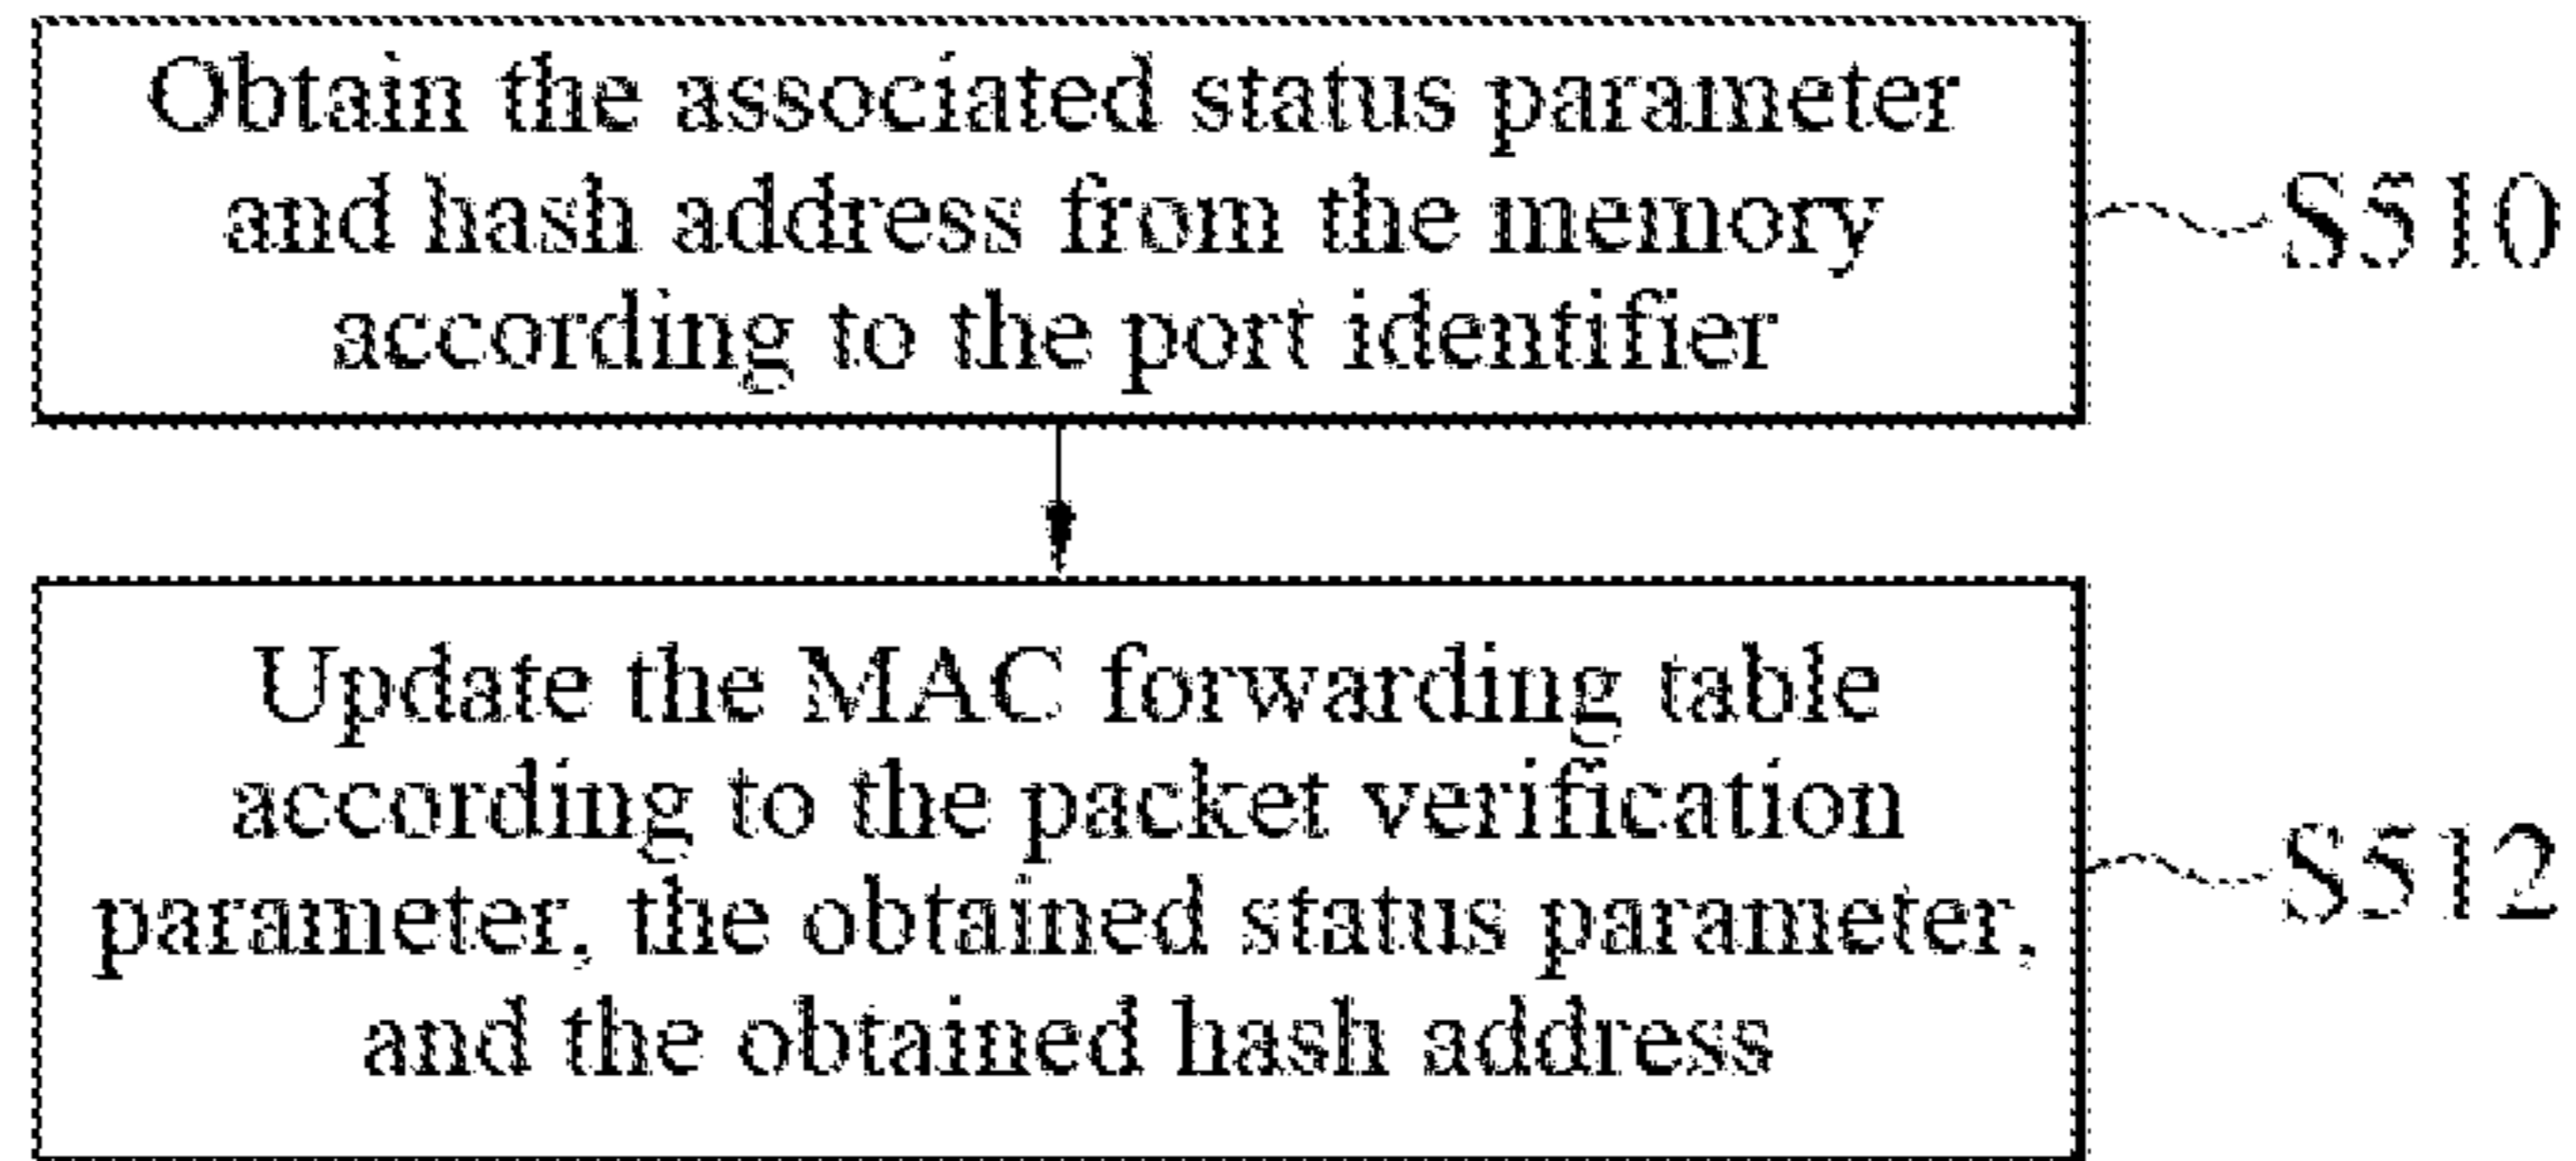 Obtain the associated status parameter
and hash address from the memory
according to the port identifier
S510
Update the MAC forwarding table
according to the packet verification
parameter, the obtained status parameter,
and the obtained hash address
S512